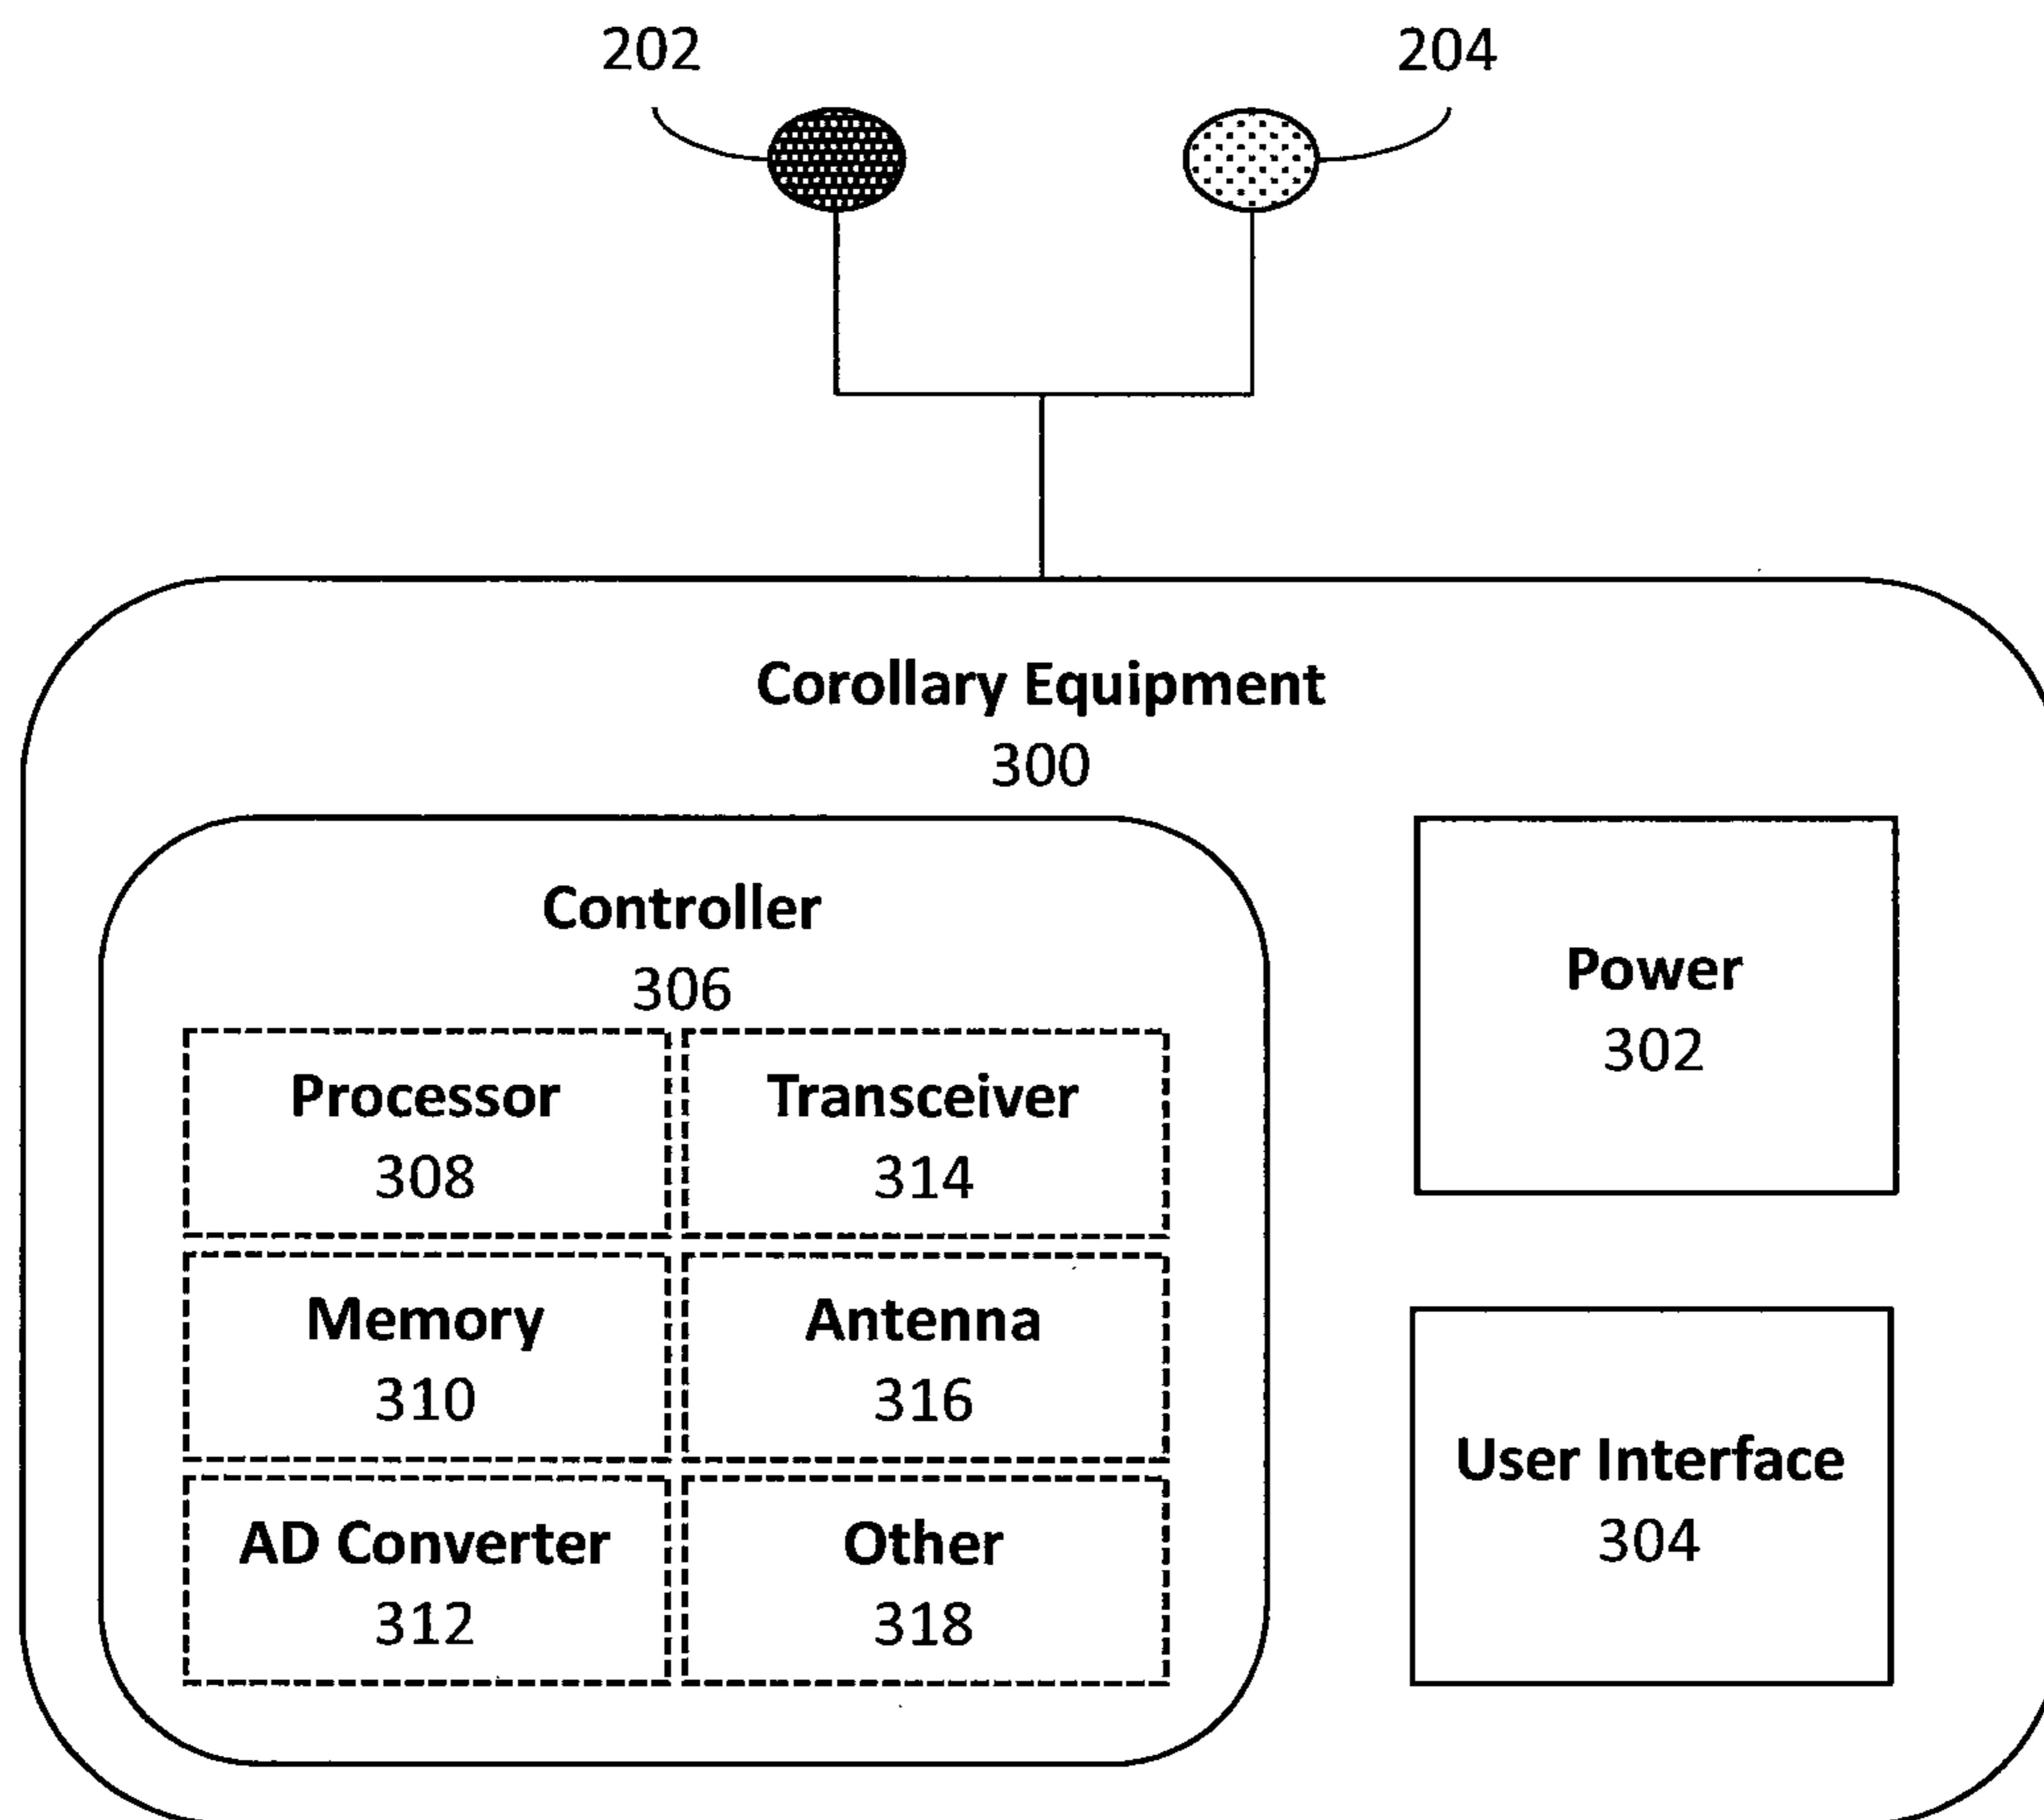 202
204
Corollary Equipment
300
Controller
306
Processor
308
Transceiver
314
Memory
310
Antenna
316
AD Converter
312
Other
318
Power
302
User Interface
304